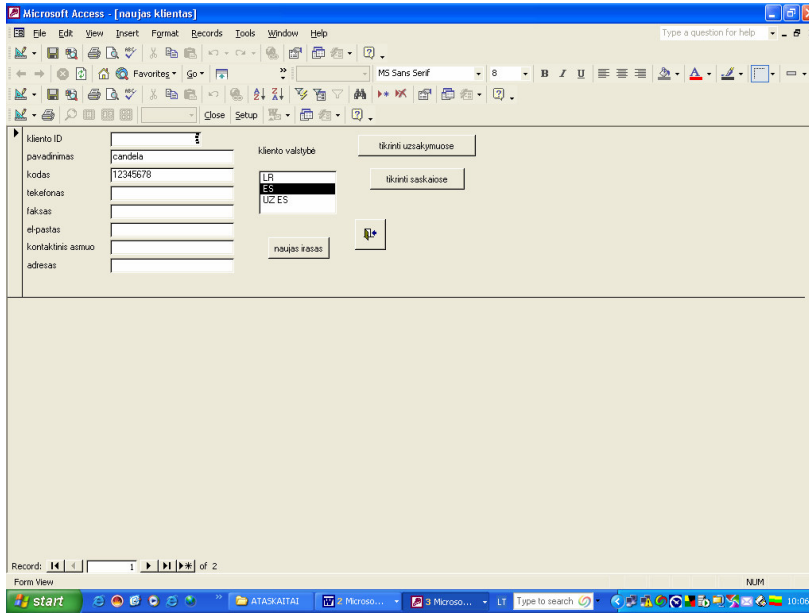 Microsoft Access - [naujas klientas]
File Edit View Insert Format Records Tools Window Help Type a question for help
Favorites Go MS Sans Serif 8 B I U
Close Setup
kliento ID
pavadinimas candela
kodas 12345678
tekefonas
faksas
el-pastas
kontaktinis asmuo
adresas
kliento valstybė
LR
ES
UZ ES
naujas irasas
tikrinti uzsakymuose
tikrinti saskaiose
Record: 1 of 2
Form View NUM
start ATASKAITAI 2 Microso... 3 Microso... LT Type to search 10:06